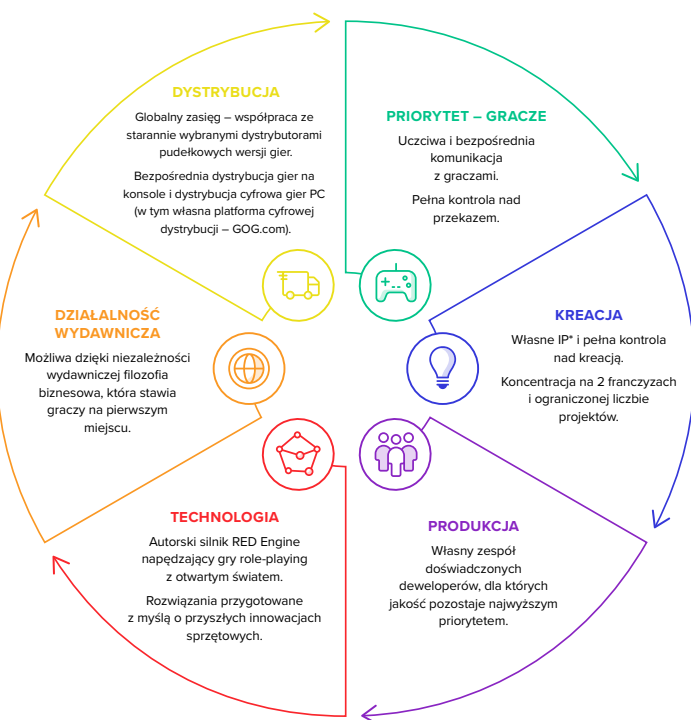 DYSTRYBUCJA
Globalny zasięg – współpraca ze
starannie wybranymi dystrybutorami
pudełkowych wersji gier.
Bezpośrednia dystrybucja gier na
konsole i dystrybucja cyfrowa gier PC
(w tym własna platforma cyfrowej
dystrybucji – GOG.com).
PRIORYTET – GRACZE
Uczciwa i bezpośrednia
komunikacja
z graczami.
Pełna kontrola nad
przekazem.
KREACJA
Własne IP* i pełna kontrola
nad kreacją.
Koncentracja na 2 franczyzach
i ograniczonej liczbie
projektów.
PRODUKCJA
Własny zespół
doświadczonych
deweloperów, dla których
jakość pozostaje najwyższym
priorytetem.
TECHNOLOGIA
Autorski silnik RED Engine
napędzający gry role-playing
z otwartym światem.
Rozwiązania przygotowane
z myślą o przyszłych innowacjach
sprzętowych.
DZIAŁALNOŚĆ
WYDAWNICZA
Możliwa dzięki niezależności
wydawniczej filozofia
biznesowa, która stawia
graczy na pierwszym
miejscu.